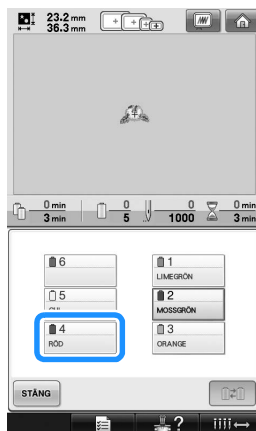 23.2 mm
36.3 mm
0 min
3 min
0
5
0
1000
0 min
3 min
6
1
LIMEGRÖN
5
2
MOSSGRÖN
4
RÖD
3
ORANGE
STÄNG
?